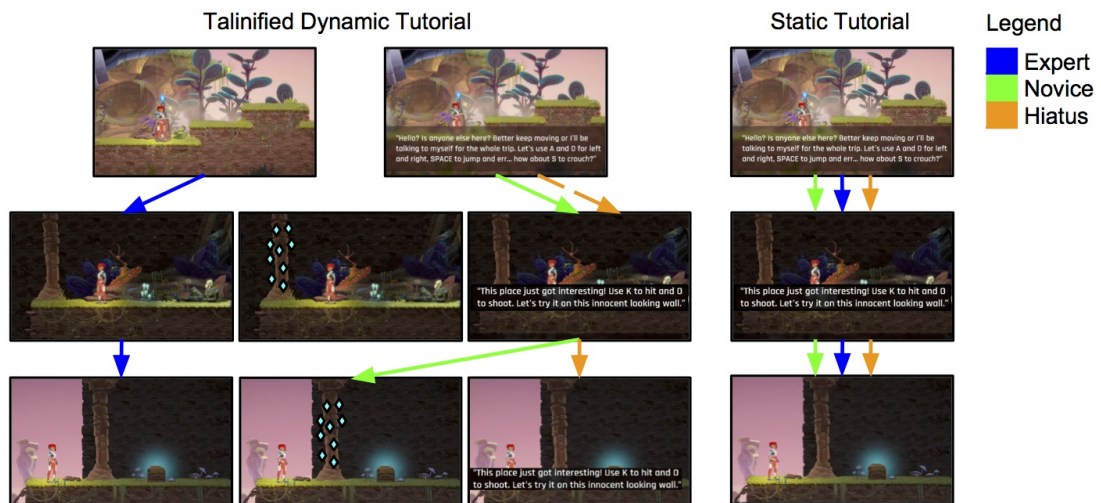 Talinified Dynamic Tutorial
Static Tutorial
Legend
Expert
Novice
Hiatus
"Hello? Is anyone else here? Better keep moving or I'll be
talking to myself for the whole trip. Let's use A and D for left
and right, SPACE to jump and err... how about S to crouch?"
"Hello? Is anyone else here? Better keep moving or I'll be
talking to myself for the whole trip. Let's use A and D for left
and right, SPACE to jump and err... how about S to crouch?"
"This place just got interesting! Use K to hit and O
to shoot. Let's try it on this innocent looking wall."
"This place just got interesting! Use K to hit and O
to shoot. Let's try it on this innocent looking wall."
"This place just got interesting! Use K to hit and O
to shoot. Let's try it on this innocent looking wall."